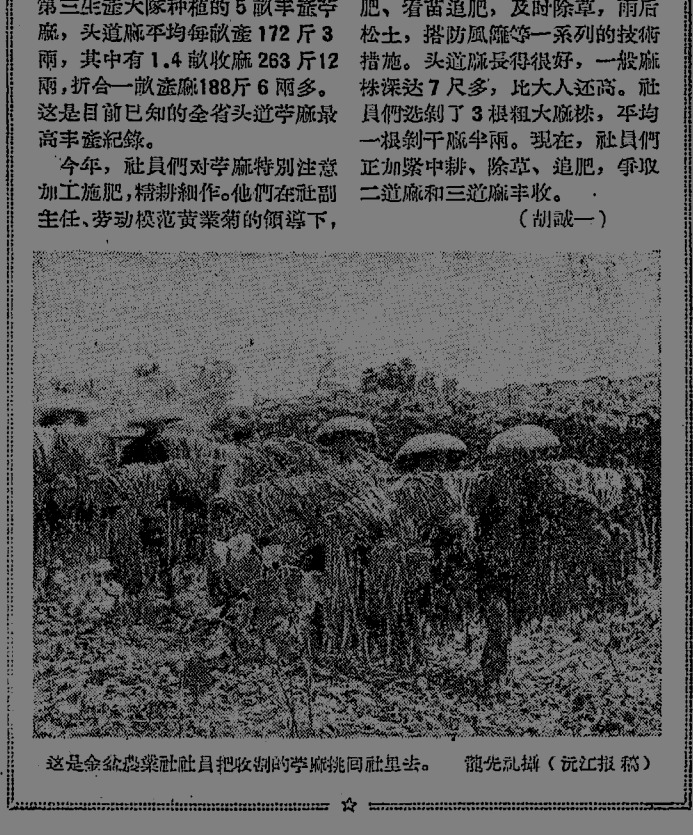 第三生産大隊种植的5畝丰産苧
麻，头道麻平均每畝産172斤3
兩，其中有1.4畝收麻263斤12
兩，折合一畝産麻188斤6兩多。
这是目前已知的全省头道苧麻最
高丰産紀錄。
今年，社員們对苧麻特別注意
加工施肥，精耕細作。他們在社副
主任、劳动模范黄業菊的領導下，
肥、看苗追肥，及时除草，雨后
松土，搭防風籬等一系列的技術
措施。头道麻長得很好，一般麻
株深达7尺多，比大人还高。社
員們选剝了3根粗大麻株，平均
一根剝干麻半兩。現在，社員們
正加緊中耕、除草、追肥，爭取
二道麻和三道麻丰收。
（胡誠一）
这是金盆農業社社員把收割的苧麻挑回社里去。 龍先礼攝（沅江报稿）